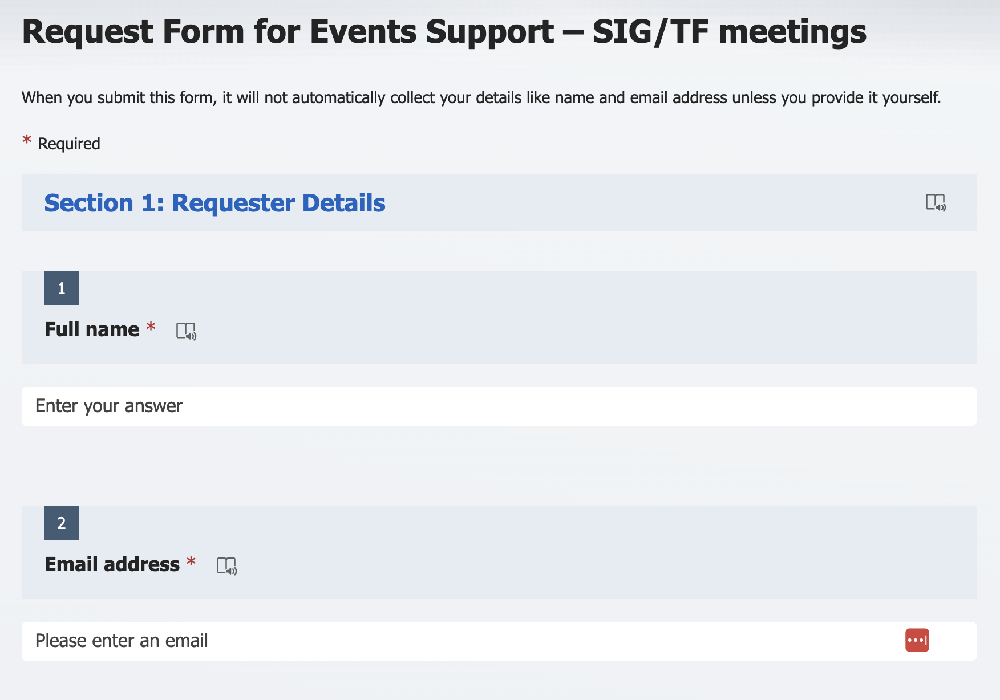 Request Form for Events Support – SIG/TF meetings
When you submit this form, it will not automatically collect your details like name and email address unless you provide it yourself.
* Required
Section 1: Requester Details
1
Full name *
Enter your answer
2
Email address *
Please enter an email